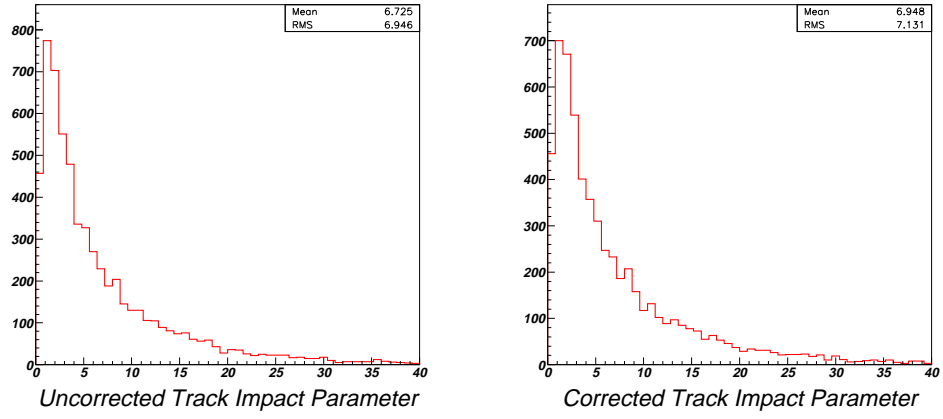 Mean 6.725
RMS 6.946
800
700
600
500
400
300
200
100
0
0 5 10 15 20 25 30 35 40
Uncorrected Track Impact Parameter
Mean 6.948
RMS 7.131
700
600
500
400
300
200
100
0
0 5 10 15 20 25 30 35 40
Corrected Track Impact Parameter